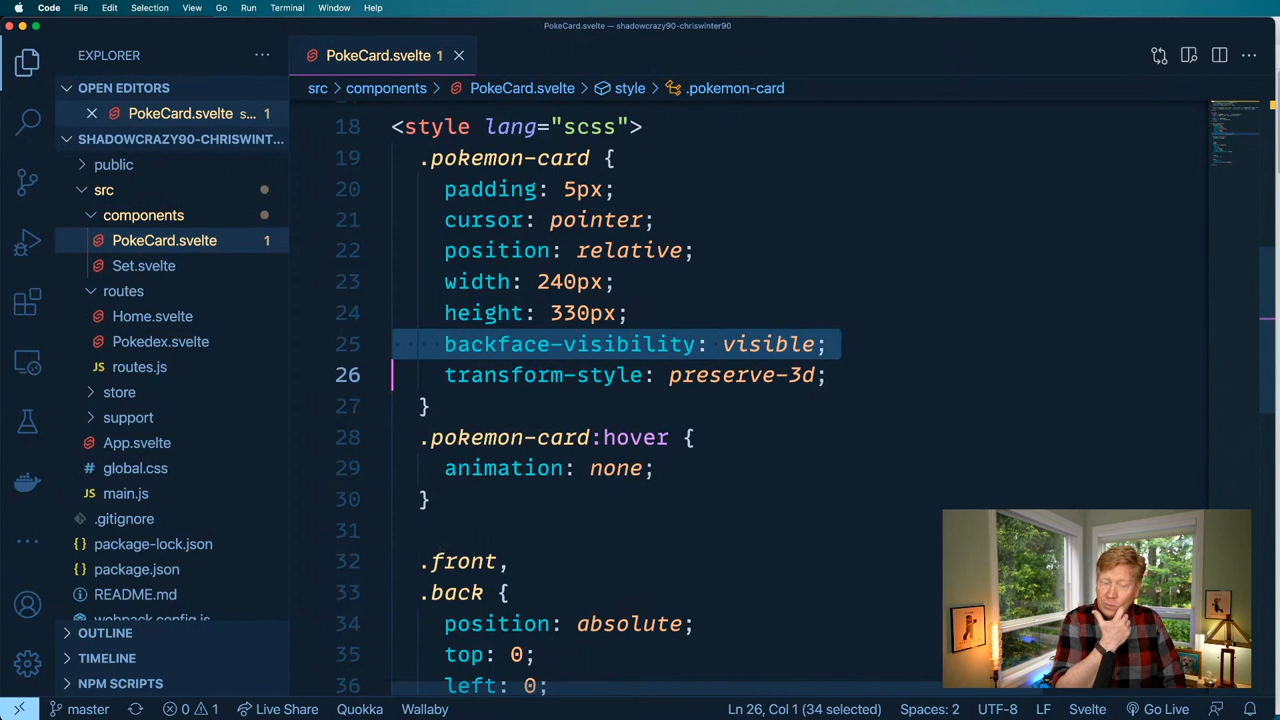 Code File Edit Selection View Go Run Terminal Window Help
PokeCard.svelte — shadowcrazy90-chriswinter90
EXPLORER
PokeCard.svelte 1
OPEN EDITORS
src components PokeCard.svelte style .pokemon-card
PokeCard.svelte s... 1
SHADOWCRAZY90-CHRISWINT...
public
src
components
PokeCard.svelte 1
Set.svelte
routes
Home.svelte
Pokedex.svelte
routes.js
store
support
App.svelte
global.css
main.js
.gitignore
package-lock.json
package.json
README.md
webpack.config.js
OUTLINE
TIMELINE
NPM SCRIPTS
18 <style lang="scss">
19 .pokemon-card {
20 padding: 5px;
21 cursor: pointer;
22 position: relative;
23 width: 240px;
24 height: 330px;
25 backface-visibility: visible;
26 transform-style: preserve-3d;
27 }
28 .pokemon-card:hover {
29 animation: none;
30 }
31
32 .front,
33 .back {
34 position: absolute;
35 top: 0;
36 left: 0;
master 0 1 Live Share Quokka Wallaby Ln 26, Col 1 (34 selected) Spaces: 2 UTF-8 LF Svelte Go Live